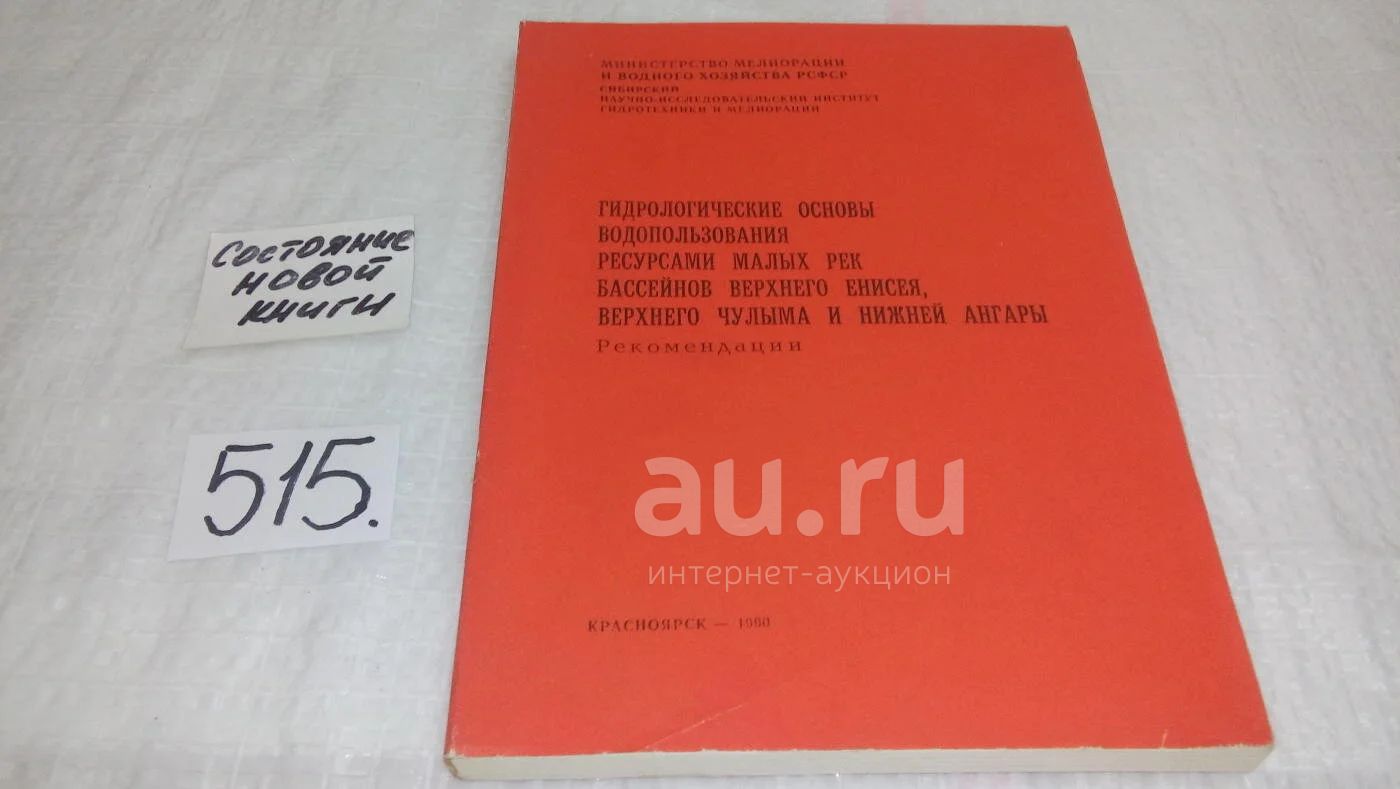 МИНИСТЕРСТВО МЕЛИОРАЦИИ
И ВОДНОГО ХОЗЯЙСТВА РСФСР
СИБИРСКИЙ
НАУЧНО-ИССЛЕДОВАТЕЛЬСКИЙ ИНСТИТУТ
ГИДРОТЕХНИКИ И МЕЛИОРАЦИИ
ГИДРОЛОГИЧЕСКИЕ ОСНОВЫ
ВОДОПОЛЬЗОВАНИЯ
РЕСУРСАМИ МАЛЫХ РЕК
БАССЕЙНОВ ВЕРХНЕГО ЕНИСЕЯ,
ВЕРХНЕГО ЧУЛЫМА И НИЖНЕЙ АНГАРЫ
Рекомендации
Состояние
новой
книги
515.
au.ru
интернет-аукцион
КРАСНОЯРСК —